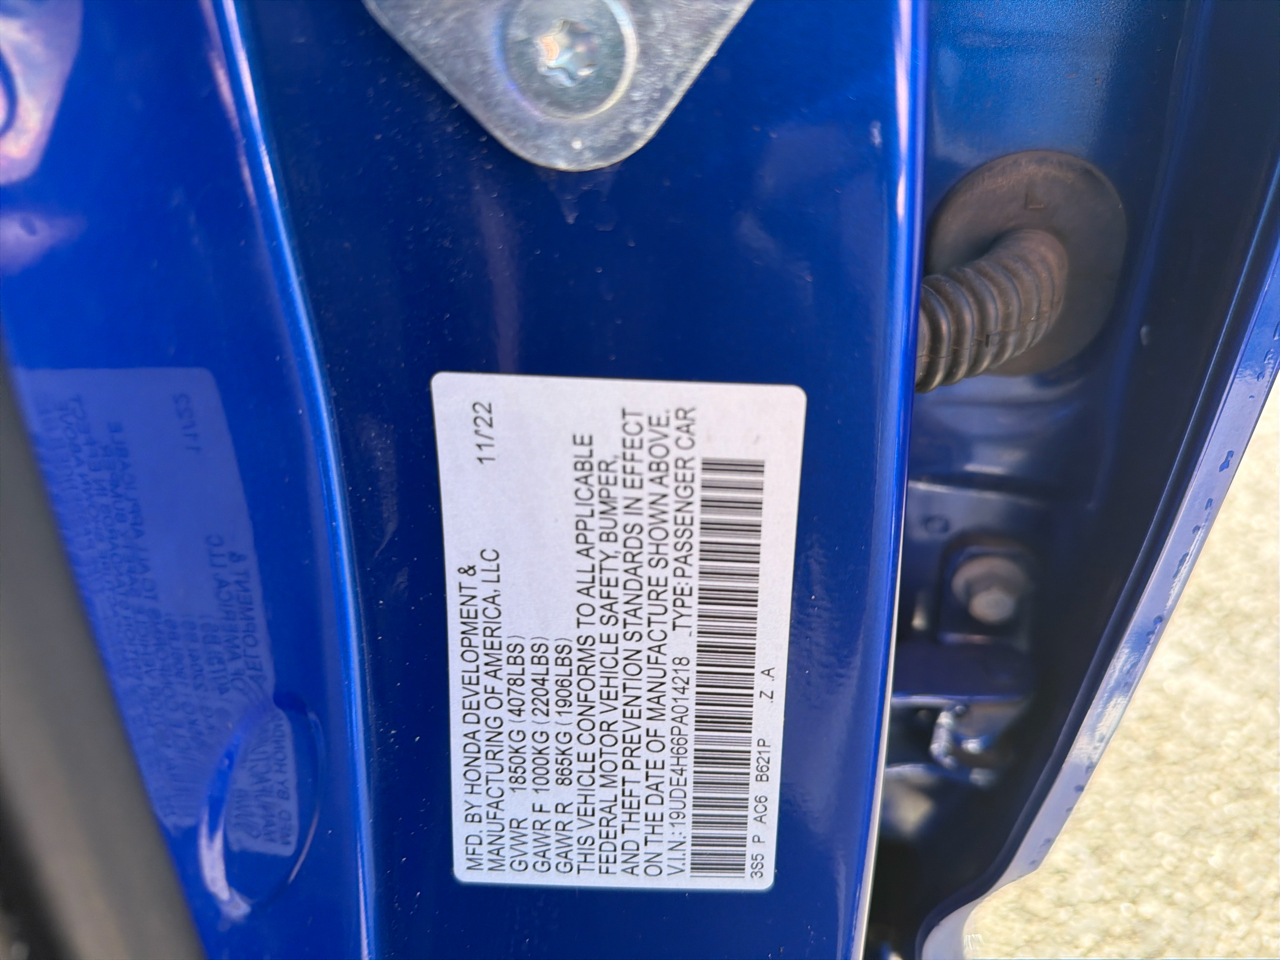 MFD. BY HONDA DEVELOPMENT &
MANUFACTURING OF AMERICA, LLC 11/22
GVWR 1850KG (4078LBS)
GAWR F 1000KG (2204LBS)
GAWR R 865KG (1906LBS)
THIS VEHICLE CONFORMS TO ALL APPLICABLE
FEDERAL MOTOR VEHICLE SAFETY, BUMPER,
AND THEFT PREVENTION STANDARDS IN EFFECT
ON THE DATE OF MANUFACTURE SHOWN ABOVE.
V.I.N.: 19UDE4H66PA014218 TYPE: PASSENGER CAR
3S5 P AC6 B621P .Z .A